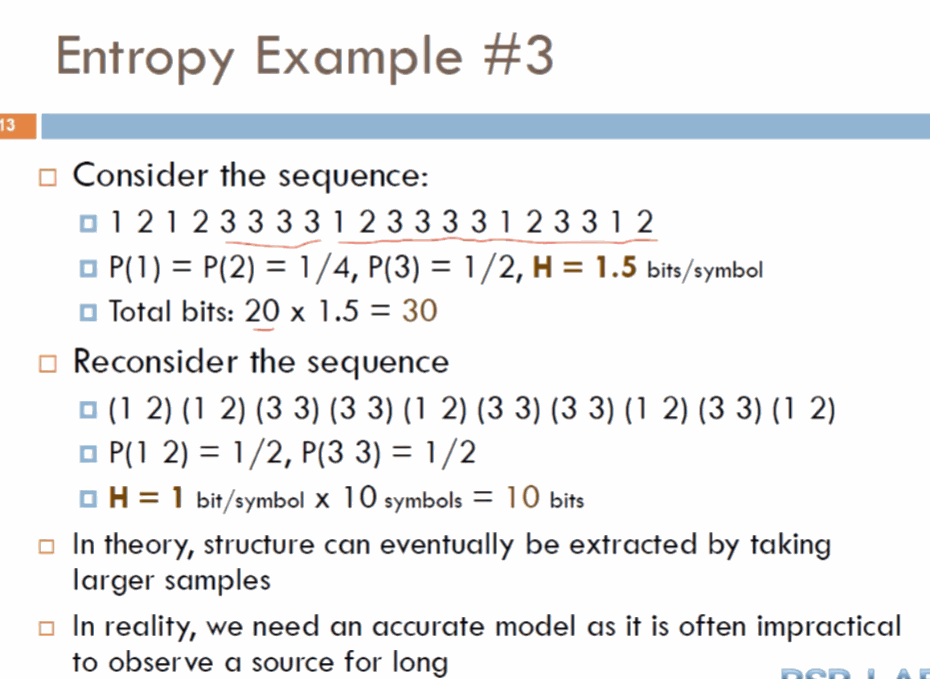 Entropy Example #3
13
Consider the sequence:
1 2 1 2 3 3 3 3 1 2 3 3 3 3 1 2 3 3 1 2
P(1) = P(2) = 1/4, P(3) = 1/2, H = 1.5 bits/symbol
Total bits: 20 x 1.5 = 30
Reconsider the sequence
(1 2) (1 2) (3 3) (3 3) (1 2) (3 3) (3 3) (1 2) (3 3) (1 2)
P(1 2) = 1/2, P(3 3) = 1/2
H = 1 bit/symbol x 10 symbols = 10 bits
In theory, structure can eventually be extracted by taking
larger samples
In reality, we need an accurate model as it is often impractical
to observe a source for long